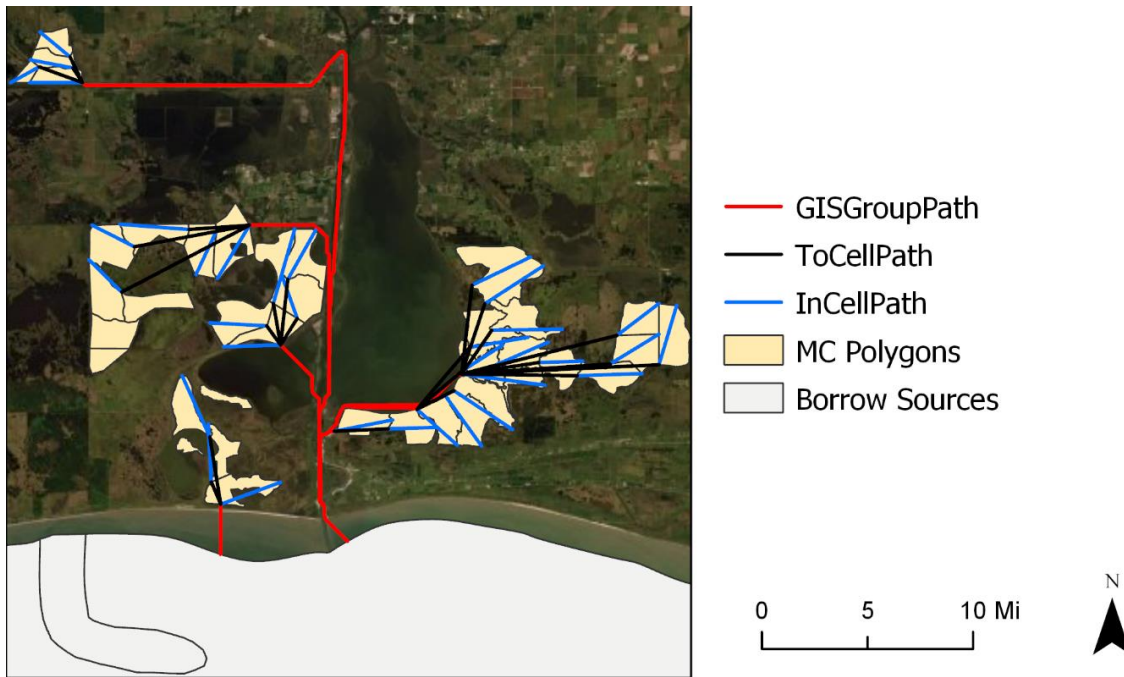 GISGroupPath
ToCellPath
InCellPath
MC Polygons
Borrow Sources
0 5 10 Mi
N